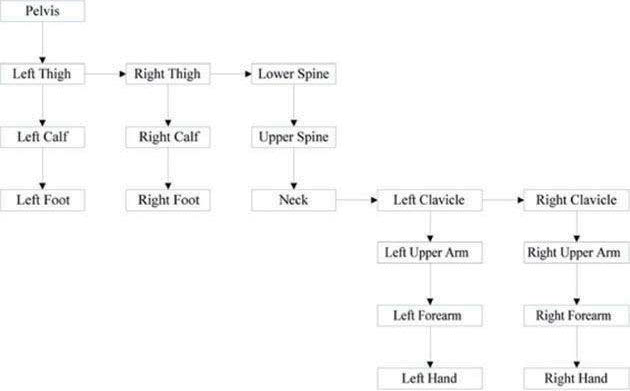 Pelvis
Left Thigh
Right Thigh
Lower Spine
Left Calf
Right Calf
Upper Spine
Left Foot
Right Foot
Neck
Left Clavicle
Right Clavicle
Left Upper Arm
Right Upper Arm
Left Forearm
Right Forearm
Left Hand
Right Hand